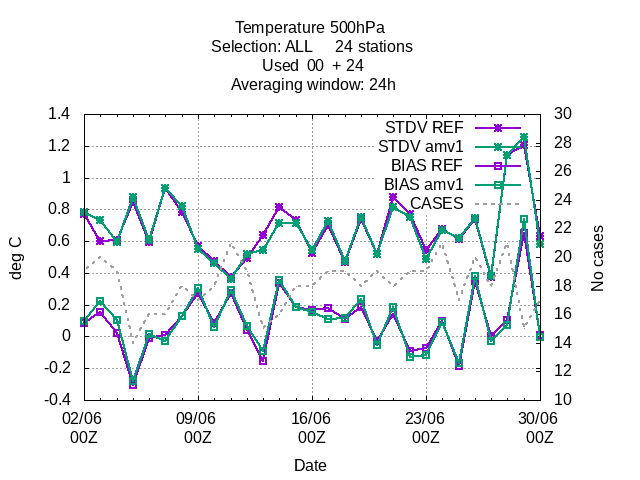 Temperature 500hPa
Selection: ALL 24 stations
Used 00 + 24
Averaging window: 24h
STDV REF
STDV amv1
BIAS REF
BIAS amv1
CASES
deg C
1.4
1.2
1
0.8
0.6
0.4
0.2
0
-0.2
-0.4
30
28
26
24
22
20
18
16
14
12
10
No cases
02/06 09/06 16/06 23/06 30/06
00Z 00Z 00Z 00Z 00Z
Date